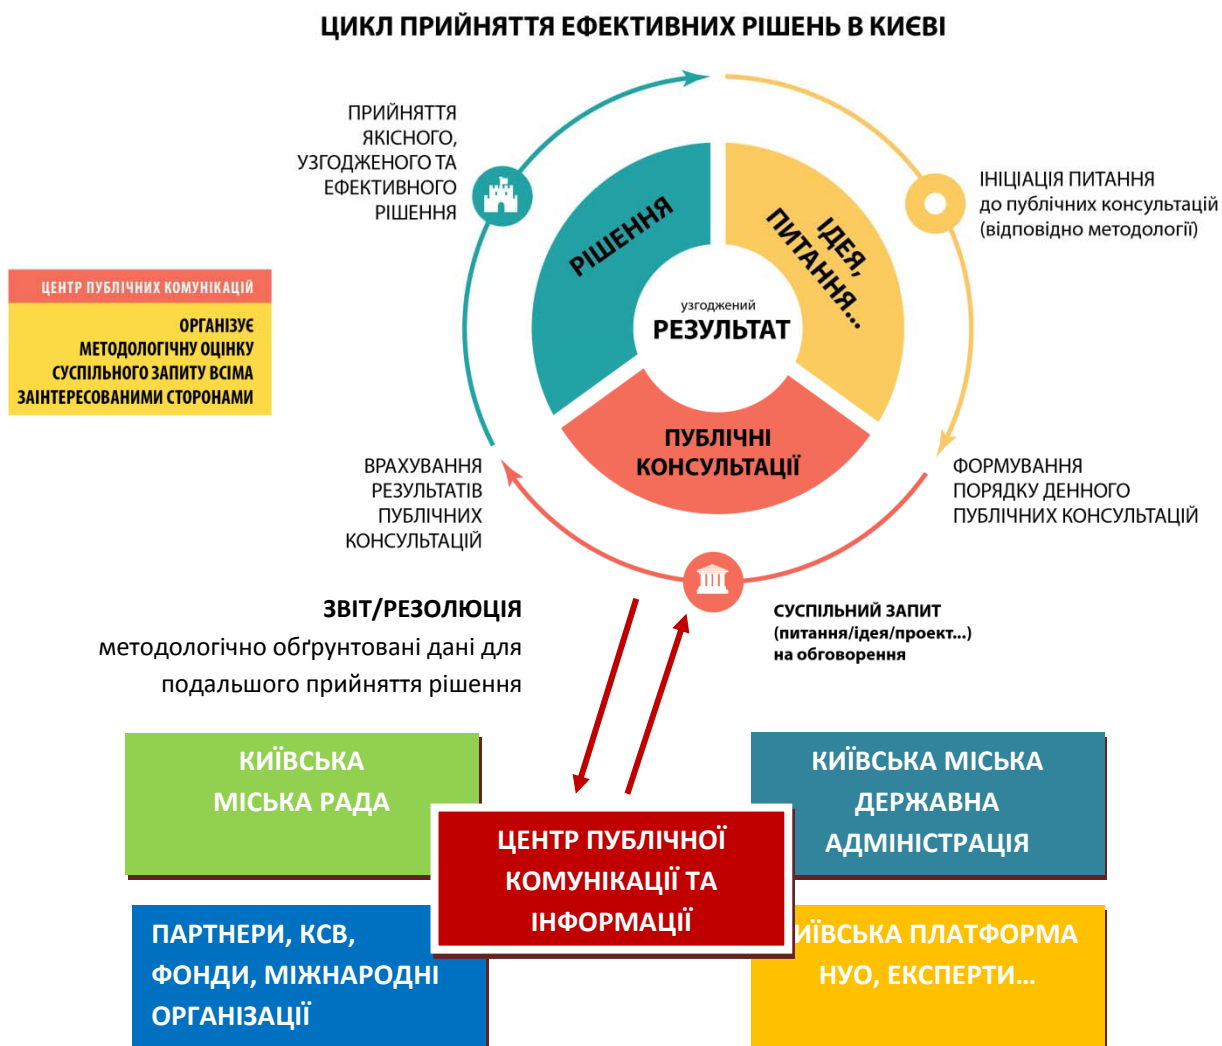 ЦИКЛ ПРИЙНЯТТЯ ЕФЕКТИВНИХ РІШЕНЬ В КИЄВІ
ПРИЙНЯТТЯ
ЯКІСНОГО,
УЗГОДЖЕНОГО ТА
ЕФЕКТИВНОГО
РІШЕННЯ
РІШЕННЯ
ІДЕЯ,
ПИТАННЯ...
ІНІЦІАЦІЯ ПИТАННЯ
до публічних консультацій
(відповідно методології)
ЦЕНТР ПУБЛІЧНИХ КОМУНІКАЦІЙ
ОРГАНІЗУЄ
МЕТОДОЛОГІЧНУ ОЦІНКУ
СУСПІЛЬНОГО ЗАПИТУ ВСІМА
ЗАІНТЕРЕСОВАНИМИ СТОРОНАМИ
узгоджений
РЕЗУЛЬТАТ
ПУБЛІЧНІ
КОНСУЛЬТАЦІЇ
ВРАХУВАННЯ
РЕЗУЛЬТАТІВ
ПУБЛІЧНИХ
КОНСУЛЬТАЦІЙ
ФОРМУВАННЯ
ПОРЯДКУ ДЕННОГО
ПУБЛІЧНИХ КОНСУЛЬТАЦІЙ
ЗВІТ/РЕЗОЛЮЦІЯ
методологічно обґрунтовані дані для
подальшого прийняття рішення
СУСПІЛЬНИЙ ЗАПИТ
(питання/ідея/проект...)
на обговорення
КИЇВСЬКА
МІСЬКА РАДА
КИЇВСЬКА МІСЬКА
ДЕРЖАВНА
АДМІНІСТРАЦІЯ
ЦЕНТР ПУБЛІЧНОЇ
КОМУНІКАЦІЇ ТА
ІНФОРМАЦІЇ
ПАРТНЕРИ, КСВ,
ФОНДИ, МІЖНАРОДНІ
ОРГАНІЗАЦІЇ
ИЇВСЬКА ПЛАТФОРМА
НУО, ЕКСПЕРТИ...